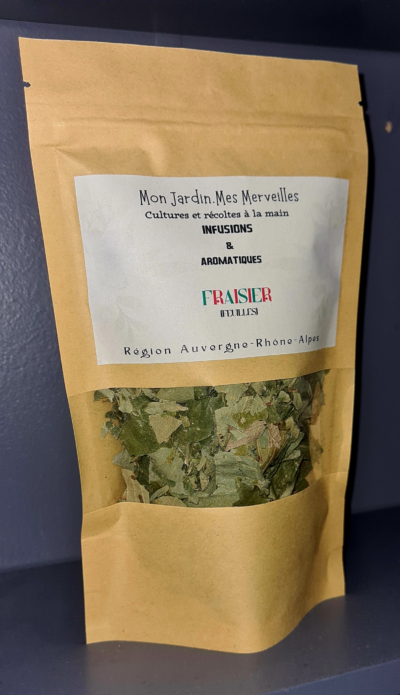 Mon Jardin.Mes Merveilles
Cultures et récoltes à la main
INFUSIONS
&
AROMATIQUES
FRAISIER
(FEUILLES)
Région Auvergne-Rhône-Alpes